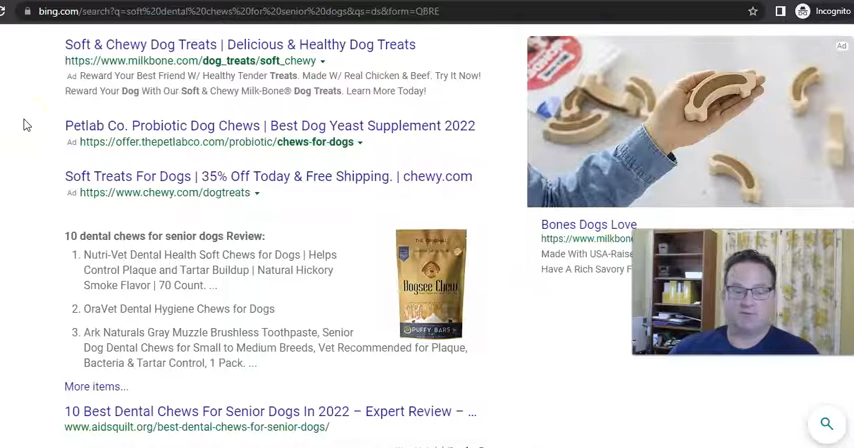 bing.com/search?q=soft%20dental%20chews%20for%20senior%20dogs&qs=ds&form=QBRE
Incognito
Soft & Chewy Dog Treats | Delicious & Healthy Dog Treats
https://www.milkbone.com/dog_treats/soft_chewy
Ad Reward Your Best Friend W/ Healthy Tender Treats. Made W/ Real Chicken & Beef. Try It Now!
Reward Your Dog With Our Soft & Chewy Milk-Bone® Dog Treats. Learn More Today!
Petlab Co. Probiotic Dog Chews | Best Dog Yeast Supplement 2022
Ad https://offer.thepetlabco.com/probiotic/chews-for-dogs
Soft Treats For Dogs | 35% Off Today & Free Shipping. | chewy.com
Ad https://www.chewy.com/dogtreats
10 dental chews for senior dogs Review:
1. Nutri-Vet Dental Health Soft Chews for Dogs | Helps
Control Plaque and Tartar Buildup | Natural Hickory
Smoke Flavor | 70 Count. ...
2. OraVet Dental Hygiene Chews for Dogs
3. Ark Naturals Gray Muzzle Brushless Toothpaste, Senior
Dog Dental Chews for Small to Medium Breeds, Vet Recommended for Plaque,
Bacteria & Tartar Control, 1 Pack. ...
More items...
10 Best Dental Chews For Senior Dogs In 2022 – Expert Review – ...
www.aidsquilt.org/best-dental-chews-for-senior-dogs/
Dogsee Chew
PUFFY BARS
Ad
Bones Dogs Love
https://www.milkbone
Made With USA-Raise
Have A Rich Savory F